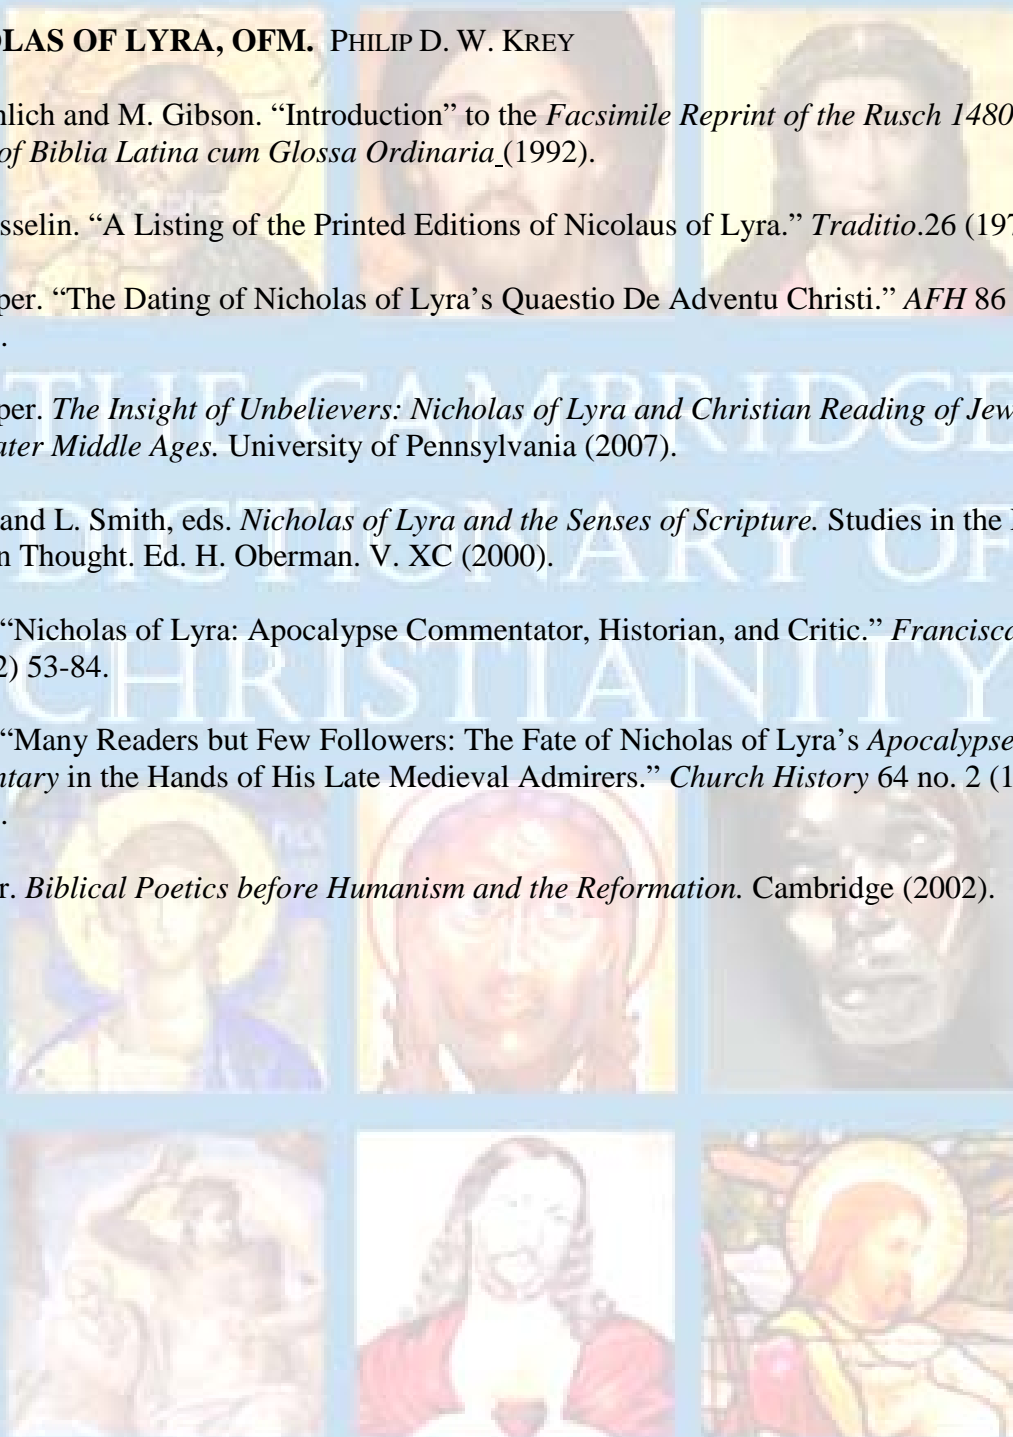 LAS OF LYRA, OFM. PHILIP D. W. KREY
lich and M. Gibson. “Introduction” to the Facsimile Reprint of the Rusch 1480
of Biblia Latina cum Glossa Ordinaria (1992).
sselin. “A Listing of the Printed Editions of Nicolaus of Lyra.” Traditio.26 (197
per. “The Dating of Nicholas of Lyra’s Quaestio De Adventu Christi.” AFH 86
.
THE CAMBRIDGE
per. The Insight of Unbelievers: Nicholas of Lyra and Christian Reading of Jew
ater Middle Ages. University of Pennsylvania (2007).
DICTIONARY OF
and L. Smith, eds. Nicholas of Lyra and the Senses of Scripture. Studies in the
n Thought. Ed. H. Oberman. V. XC (2000).
“Nicholas of Lyra: Apocalypse Commentator, Historian, and Critic.” Francisca
2) 53-84.
CHRISTIANITY
“Many Readers but Few Followers: The Fate of Nicholas of Lyra’s Apocalypse
ntary in the Hands of His Late Medieval Admirers.” Church History 64 no. 2 (1
.
r. Biblical Poetics before Humanism and the Reformation. Cambridge (2002).